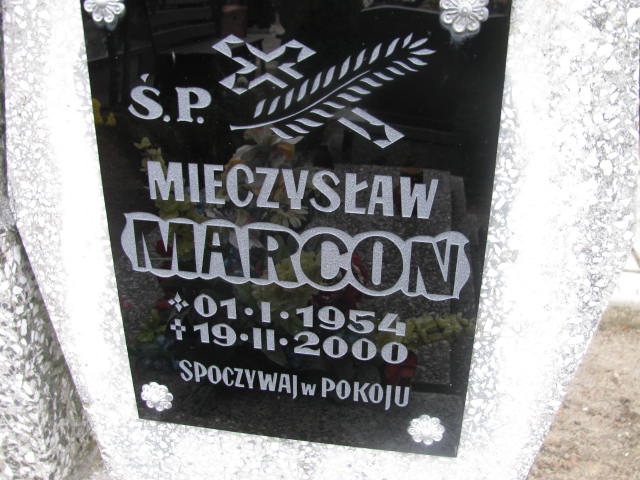 Ś.P.
MIECZYSŁAW
MARCON
01·I·1954
19·II·2000
SPOCZYWAJ w POKOJU